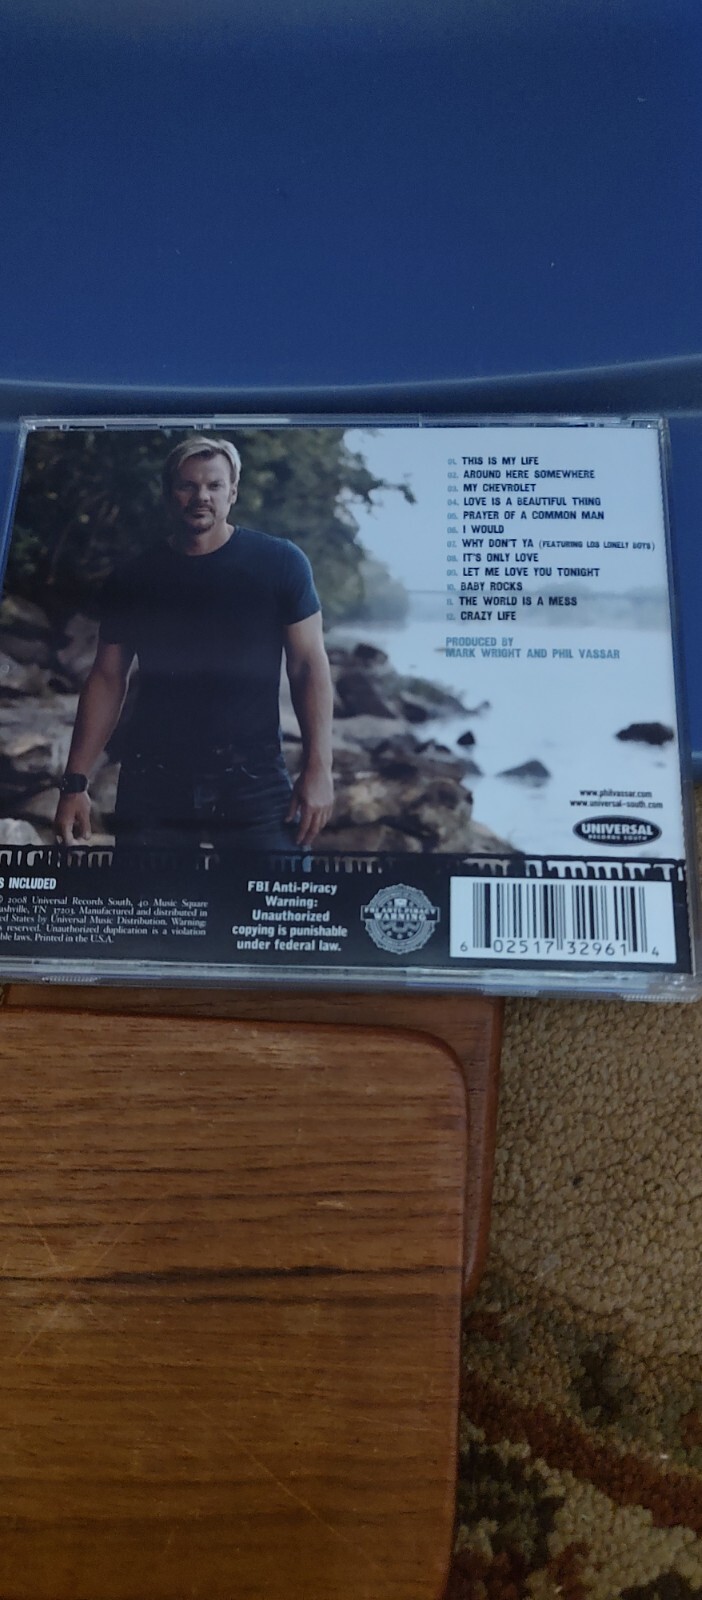 01. THIS IS MY LIFE
02. AROUND HERE SOMEWHERE
03. MY CHEVROLET
04. LOVE IS A BEAUTIFUL THING
05. PRAYER OF A COMMON MAN
06. I WOULD
07. WHY DON'T YA (FEATURING LOS LONELY BOYS)
08. IT'S ONLY LOVE
09. LET ME LOVE YOU TONIGHT
10. BABY ROCKS
11. THE WORLD IS A MESS
12. CRAZY LIFE
PRODUCED BY
MARK WRIGHT AND PHIL VASSAR
www.philvassar.com
www.universal-south.com
UNIVERSAL
RECORDS SOUTH
S INCLUDED
© 2008 Universal Records South, 40 Music Square
ashville, TN 37203. Manufactured and distributed in
ed States by Universal Music Distribution. Warning:
s reserved. Unauthorized duplication is a violation
ble laws. Printed in the U.S.A.
FBI Anti-Piracy
Warning:
Unauthorized
copying is punishable
under federal law.
FBI ANTI-PIRACY
WARNING
6 02517 32961 4